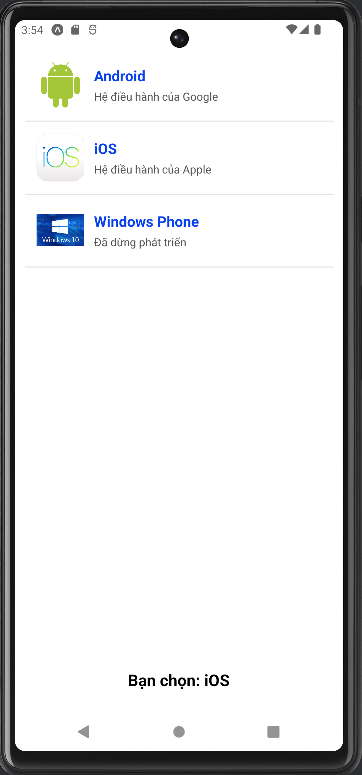 3:54
Android
Hệ điều hành của Google
iOS
iOS
Hệ điều hành của Apple
Windows 10
Windows Phone
Đã dừng phát triển
Bạn chọn: iOS